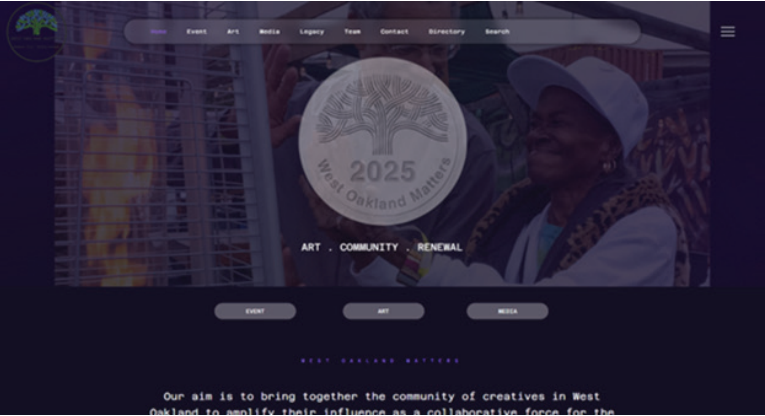 Home Event Art Media Legacy Team Contact Directory Search
2025
West Oakland Matters
ART . COMMUNITY . RENEWAL
EVENT ART MEDIA
WEST OAKLAND MATTERS
Our aim is to bring together the community of creatives in West
Oakland to amplify their influence as a collaborative force for the